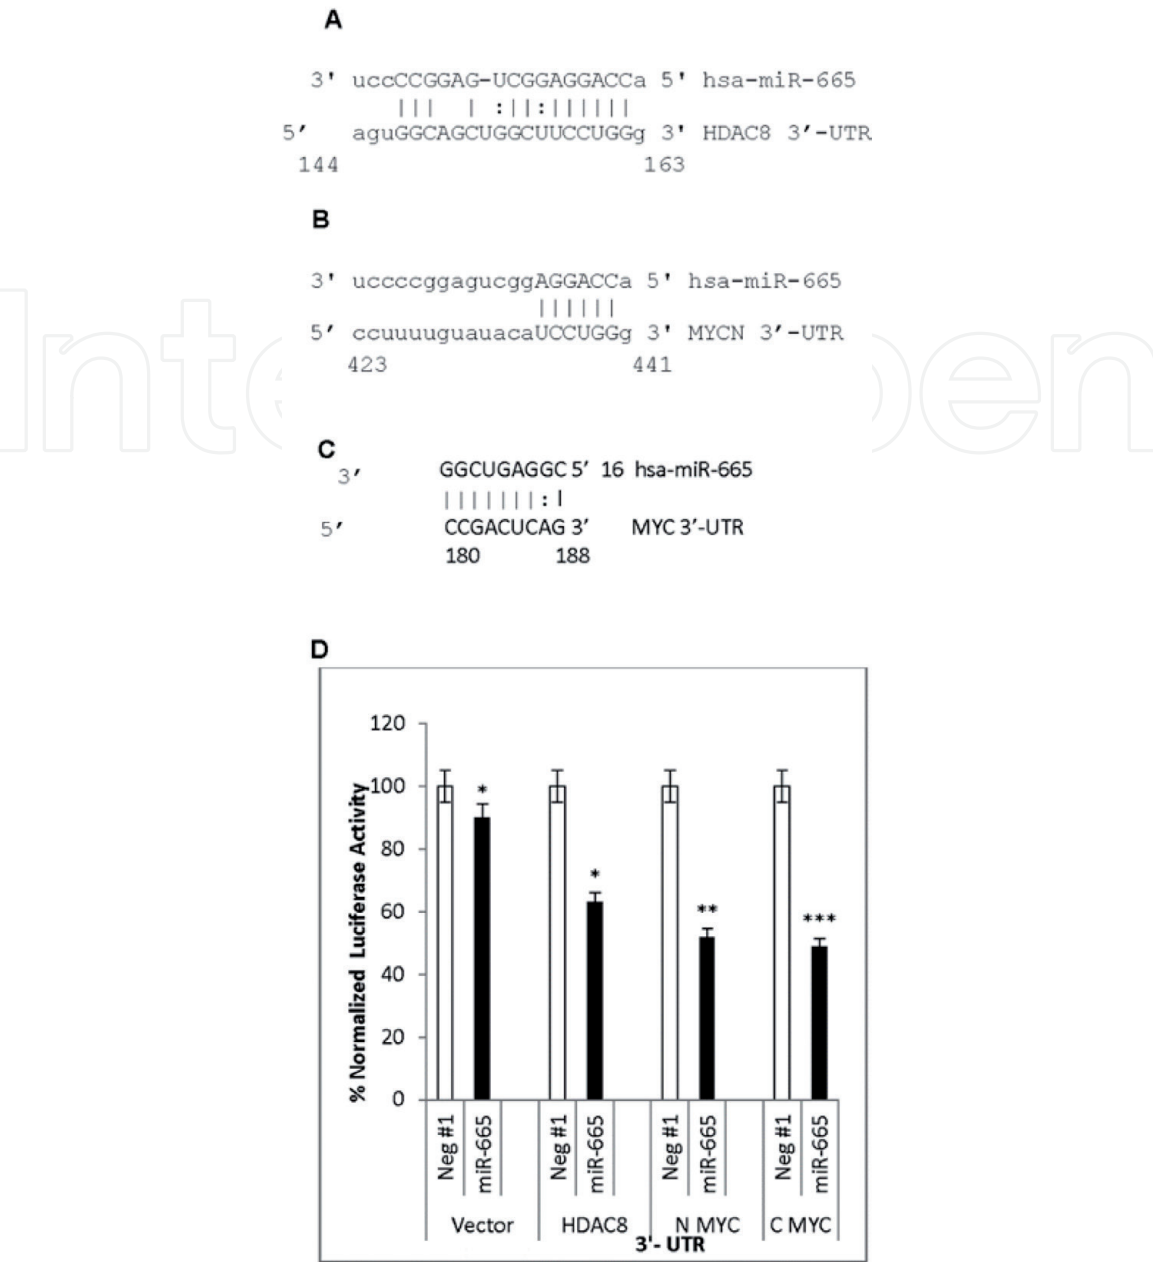 A
3' uccCCGGAG-UCGGAGGACCa 5' hsa-miR-665
||| | :||:||||||
5′ aguGGCAGCUGGCUUCCUGGg 3' HDAC8 3′-UTR
144 163
B
3' uccccggagucggAGGACCa 5' hsa-miR-665
||||||
5′ ccuuuuguauacaUCCUGGg 3' MYCN 3′-UTR
423 441
C
3′ GGCUGAGGC 5′ 16 hsa-miR-665
|||||||:|
5′ CCGACUCAG 3′ MYC 3′-UTR
180 188
D
% Normalized Luciferase Activity
120
100
80
60
40
20
0
* * ** ***
Neg #1 miR-665 Neg #1 miR-665 Neg #1 miR-665 Neg #1 miR-665
Vector HDAC8 N MYC C MYC
3'- UTR